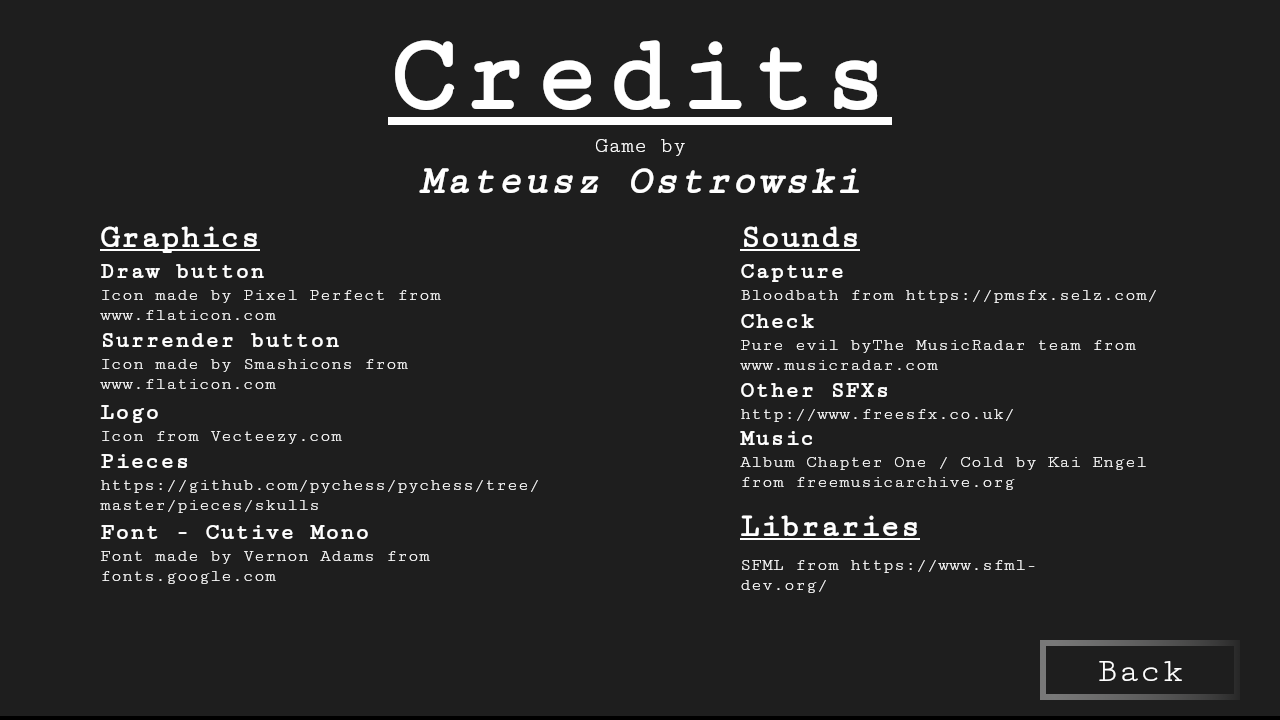 Credits
Game by
Mateusz Ostrowski
Graphics
Draw button
Icon made by Pixel Perfect from
www.flaticon.com
Surrender button
Icon made by Smashicons from
www.flaticon.com
Logo
Icon from Vecteezy.com
Pieces
https://github.com/pychess/pychess/tree/
master/pieces/skulls
Font - Cutive Mono
Font made by Vernon Adams from
fonts.google.com
Sounds
Capture
Bloodbath from https://pmsfx.selz.com/
Check
Pure evil byThe MusicRadar team from
www.musicradar.com
Other SFXs
http://www.freesfx.co.uk/
Music
Album Chapter One / Cold by Kai Engel
from freemusicarchive.org
Libraries
SFML from https://www.sfml-
dev.org/
Back